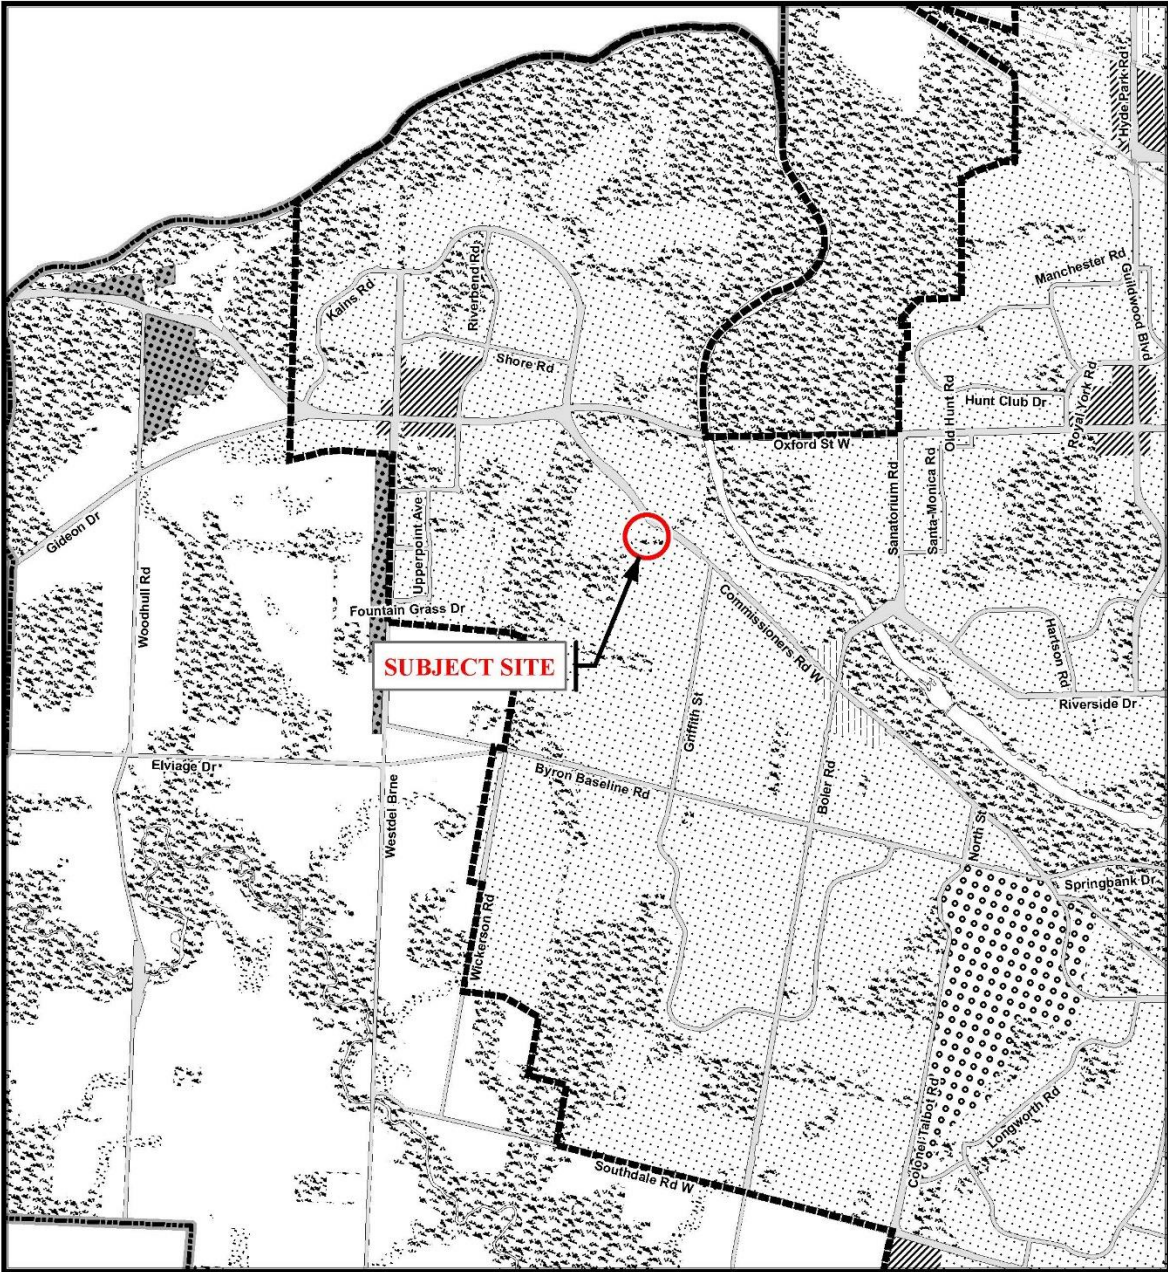 Hyde Park Rd
Manchester Rd
Guildwood Blvd
Riverbend Rd
Kains Rd
Shore Rd
Royal York Rd
Hunt Club Dr
Old Hunt Rd
Oxford St W
Sanatorium Rd
Santa-Monica Rd
Gideon Dr
Upperpoint Ave
Woodhull Rd
Fountain Grass Dr
Commissioners Rd W
Hartson Rd
SUBJECT SITE
Riverside Dr
Griffith St
Elviage Dr
Byron Baseline Rd
Boler Rd
Westdel Brne
North St
Springbank Dr
Wickerson Rd
Colonel Talbot Rd
Longworth Rd
Southdale Rd W